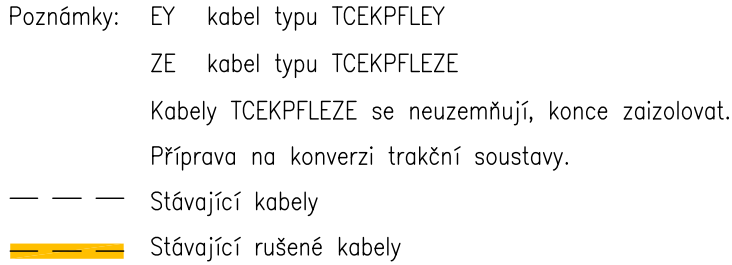 Poznámky: EY kabel typu TCEKPFLEY
ZE kabel typu TCEKPFLEZE
Kabely TCEKPFLEZE se neuzemňují, konce zaizolovat.
Příprava na konverzi trakční soustavy.
Stávající kabely
Stávající rušené kabely